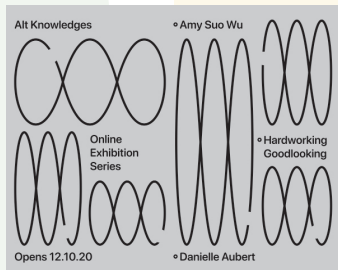 Alt Knowledges
Amy Suo Wu
Online
Exhibition
Series
Hardworking
Goodlooking
Opens 12.10.20
Danielle Aubert